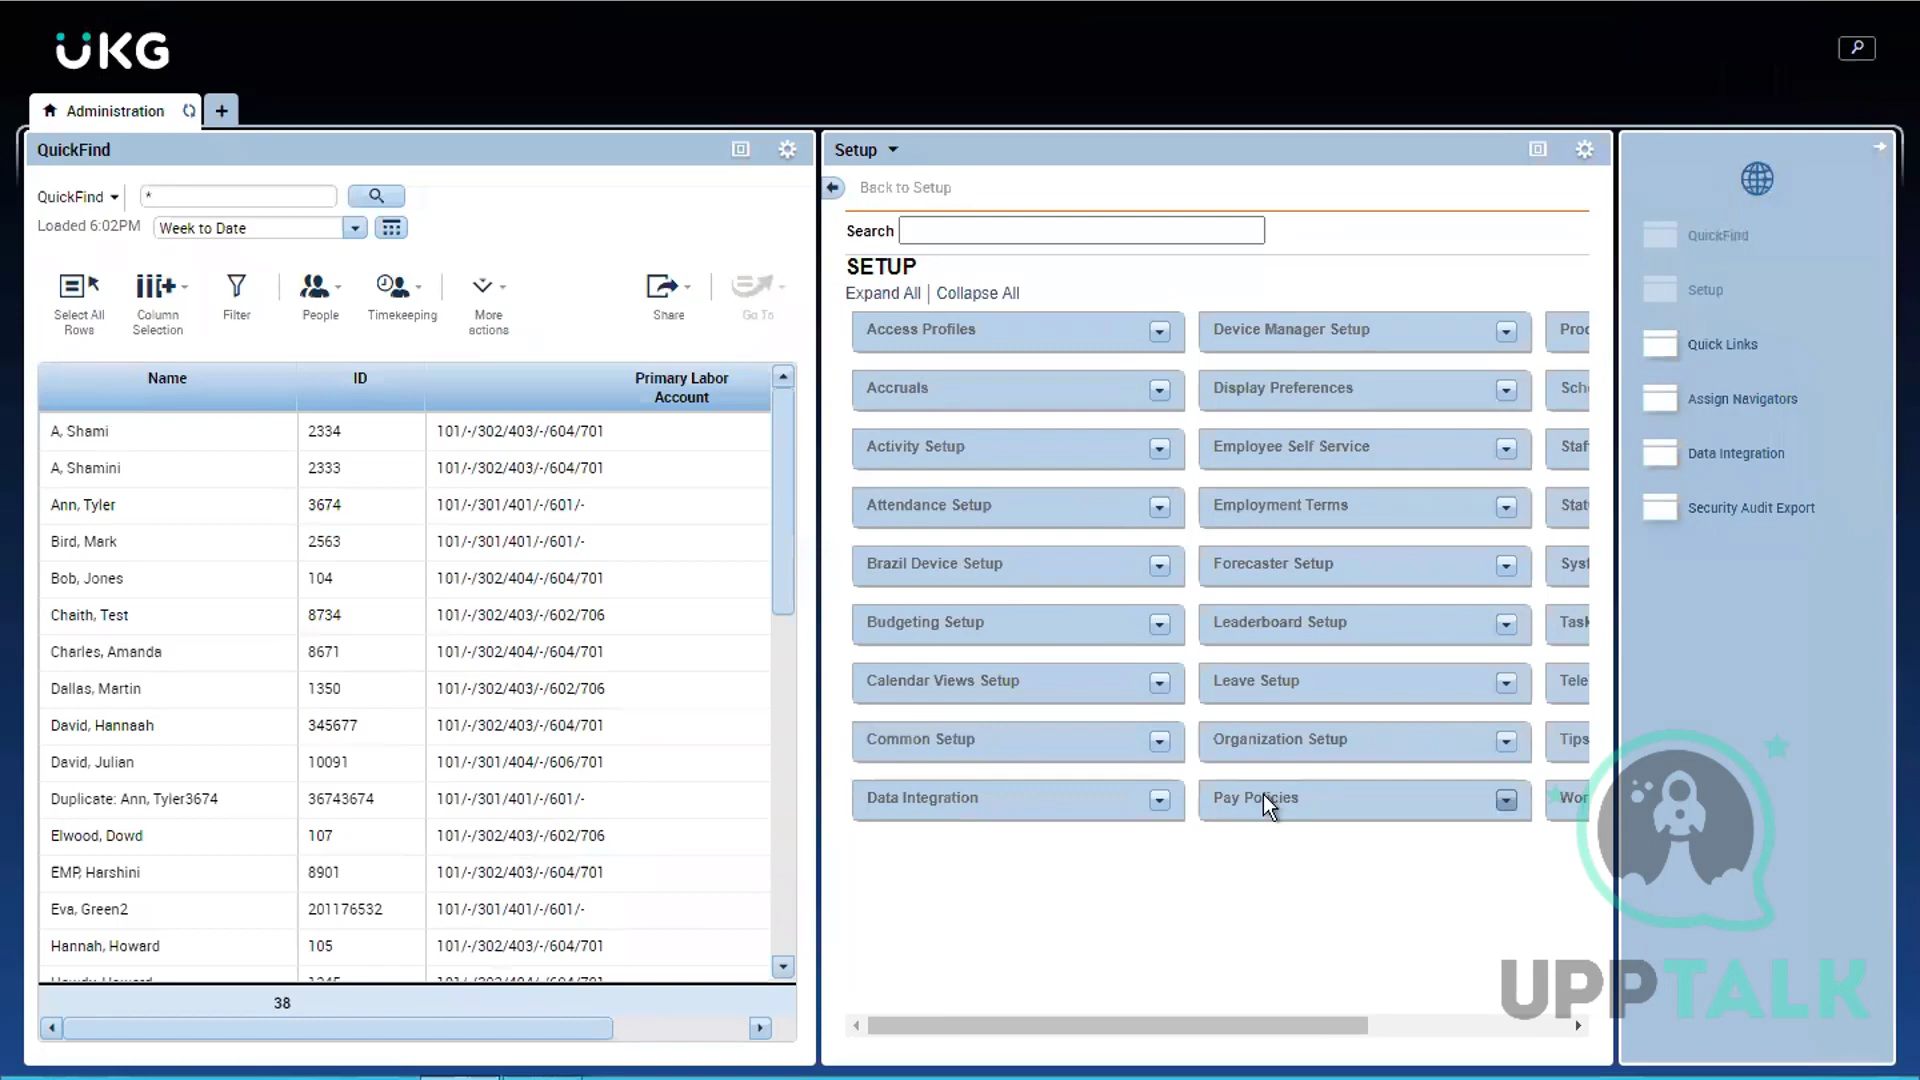 UKG
Administration
+
QuickFind
QuickFind
*
Loaded 6:02PM
Week to Date
Select All
Rows
Column
Selection
Filter
People
Timekeeping
More
actions
Share
Go To
Name
ID
Primary Labor
Account
A, Shami 2334 101/-/302/403/-/604/701
A, Shamini 2333 101/-/302/403/-/604/701
Ann, Tyler 3674 101/-/301/401/-/601/-
Bird, Mark 2563 101/-/301/401/-/601/-
Bob, Jones 104 101/-/302/404/-/604/701
Chaith, Test 8734 101/-/302/403/-/602/706
Charles, Amanda 8671 101/-/302/404/-/604/701
Dallas, Martin 1350 101/-/302/403/-/602/706
David, Hannaah 345677 101/-/302/403/-/604/701
David, Julian 10091 101/-/301/404/-/606/701
Duplicate: Ann, Tyler3674 36743674 101/-/301/401/-/601/-
Elwood, Dowd 107 101/-/302/403/-/602/706
EMP, Harshini 8901 101/-/302/403/-/604/701
Eva, Green2 201176532 101/-/301/401/-/601/-
Hannah, Howard 105 101/-/302/403/-/604/701
38
Setup
Back to Setup
Search
SETUP
Expand All | Collapse All
Access Profiles
Device Manager Setup
Proc
Accruals
Display Preferences
Sch
Activity Setup
Employee Self Service
Staf
Attendance Setup
Employment Terms
Stat
Brazil Device Setup
Forecaster Setup
Syst
Budgeting Setup
Leaderboard Setup
Task
Calendar Views Setup
Leave Setup
Tele
Common Setup
Organization Setup
Tips
Data Integration
Pay Policies
Wor
QuickFind
Setup
Quick Links
Assign Navigators
Data Integration
Security Audit Export
UPPTALK